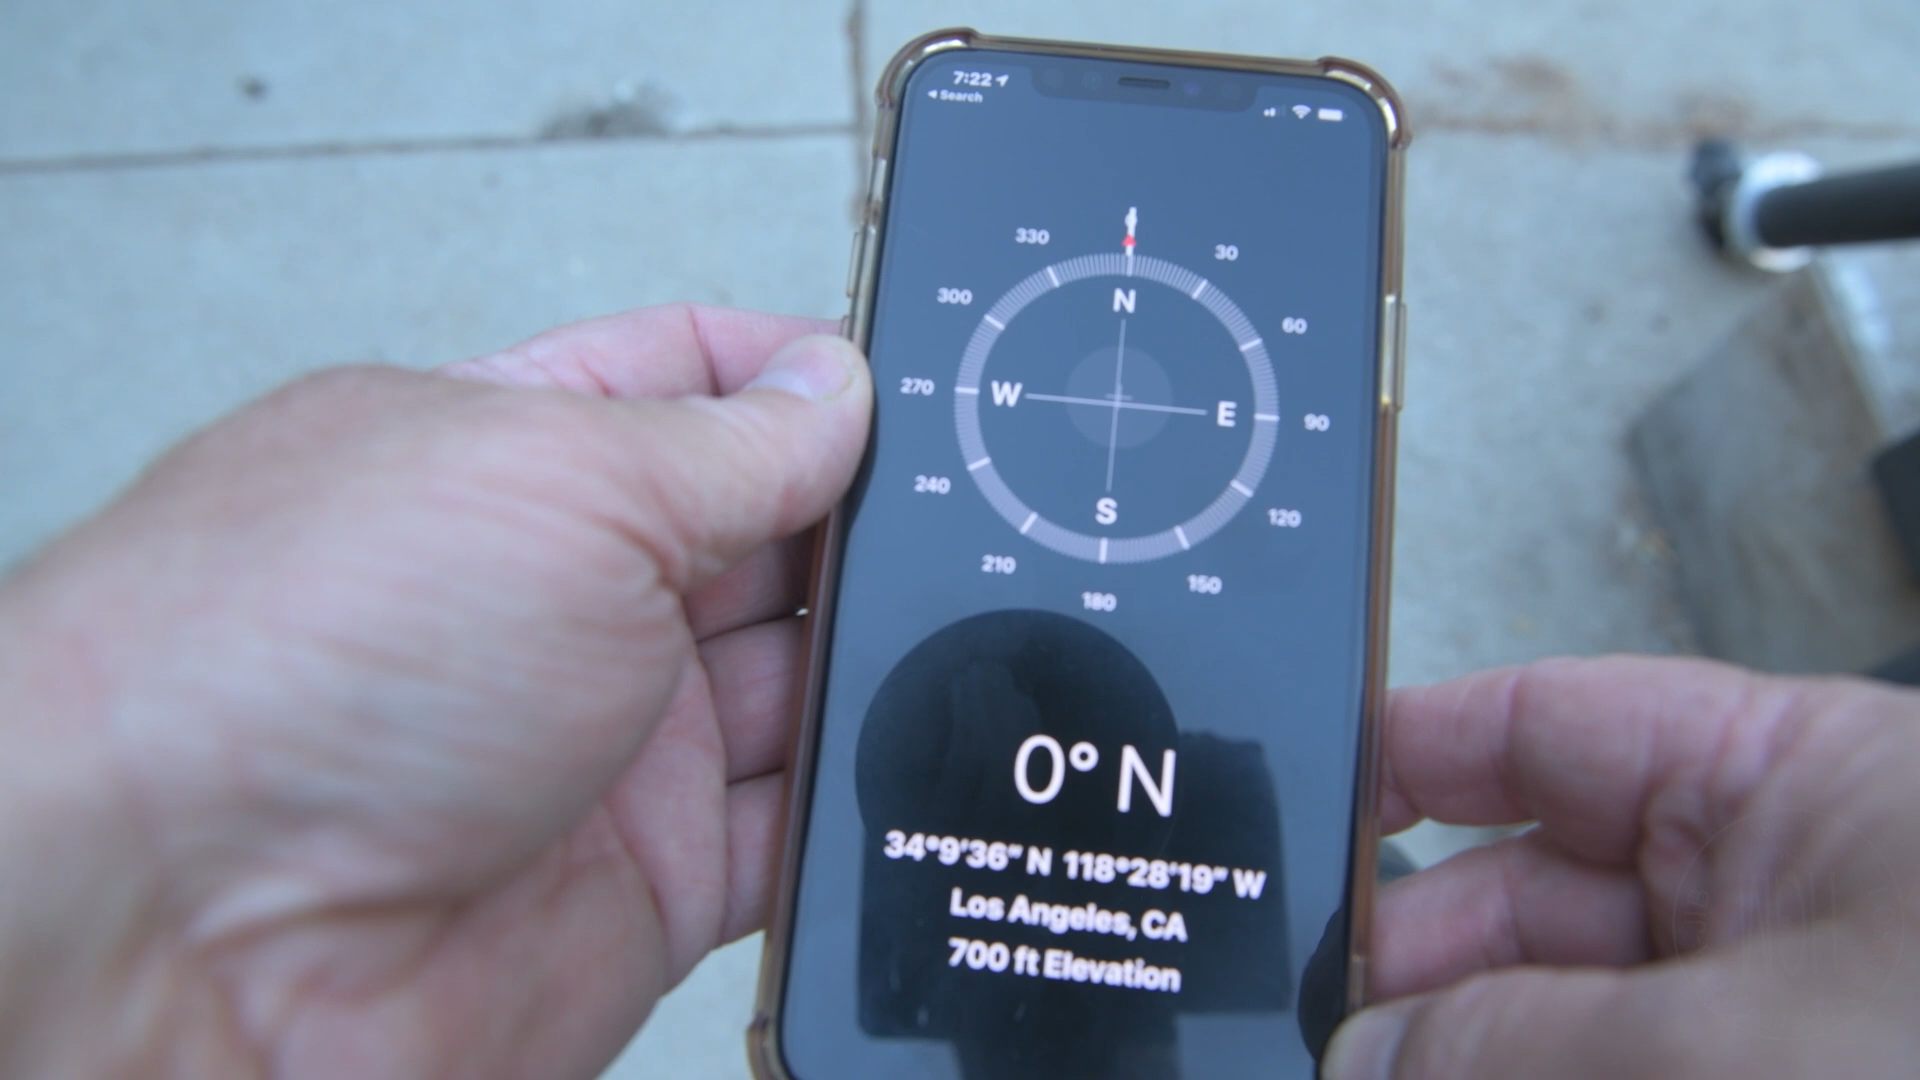 7:22
◀ Search
330
30
300
N
60
270
W
E
90
240
S
120
210
150
180
0° N
34°9'36" N 118°28'19" W
Los Angeles, CA
700 ft Elevation